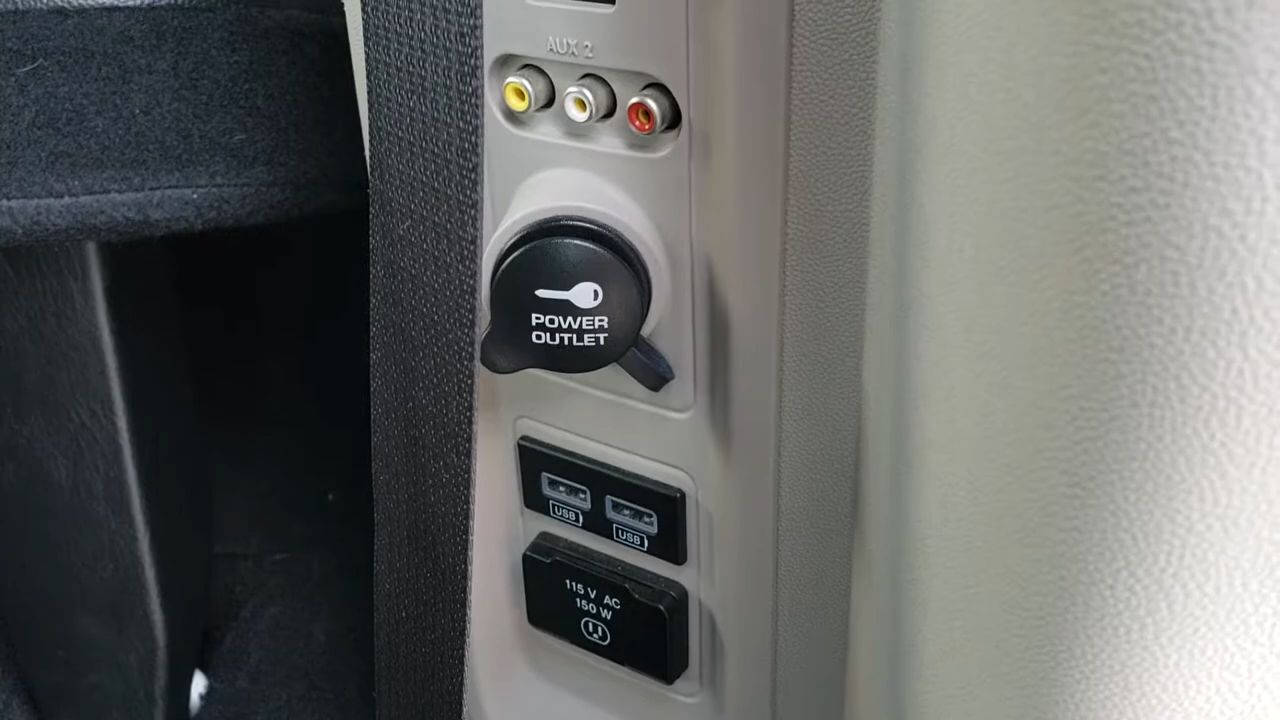 AUX 2
POWER
OUTLET
USB
USB
115 V AC
150 W